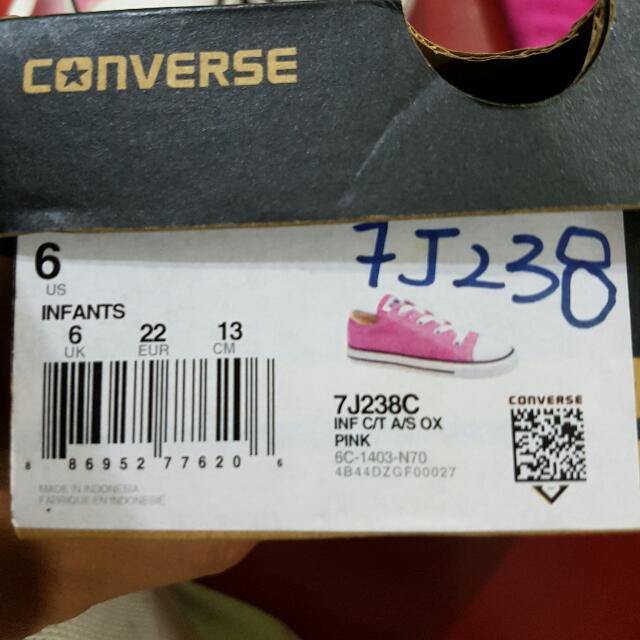 CONVERSE
7J238
6
US
INFANTS
6 22 13
UK EUR CM
8 86952 77620 6
MADE IN INDONESIA
FABRIQUE EN INDONESIE
7J238C
INF C/T A/S OX
PINK
6C-1403-N70
4B44DZGF00027
CONVERSE